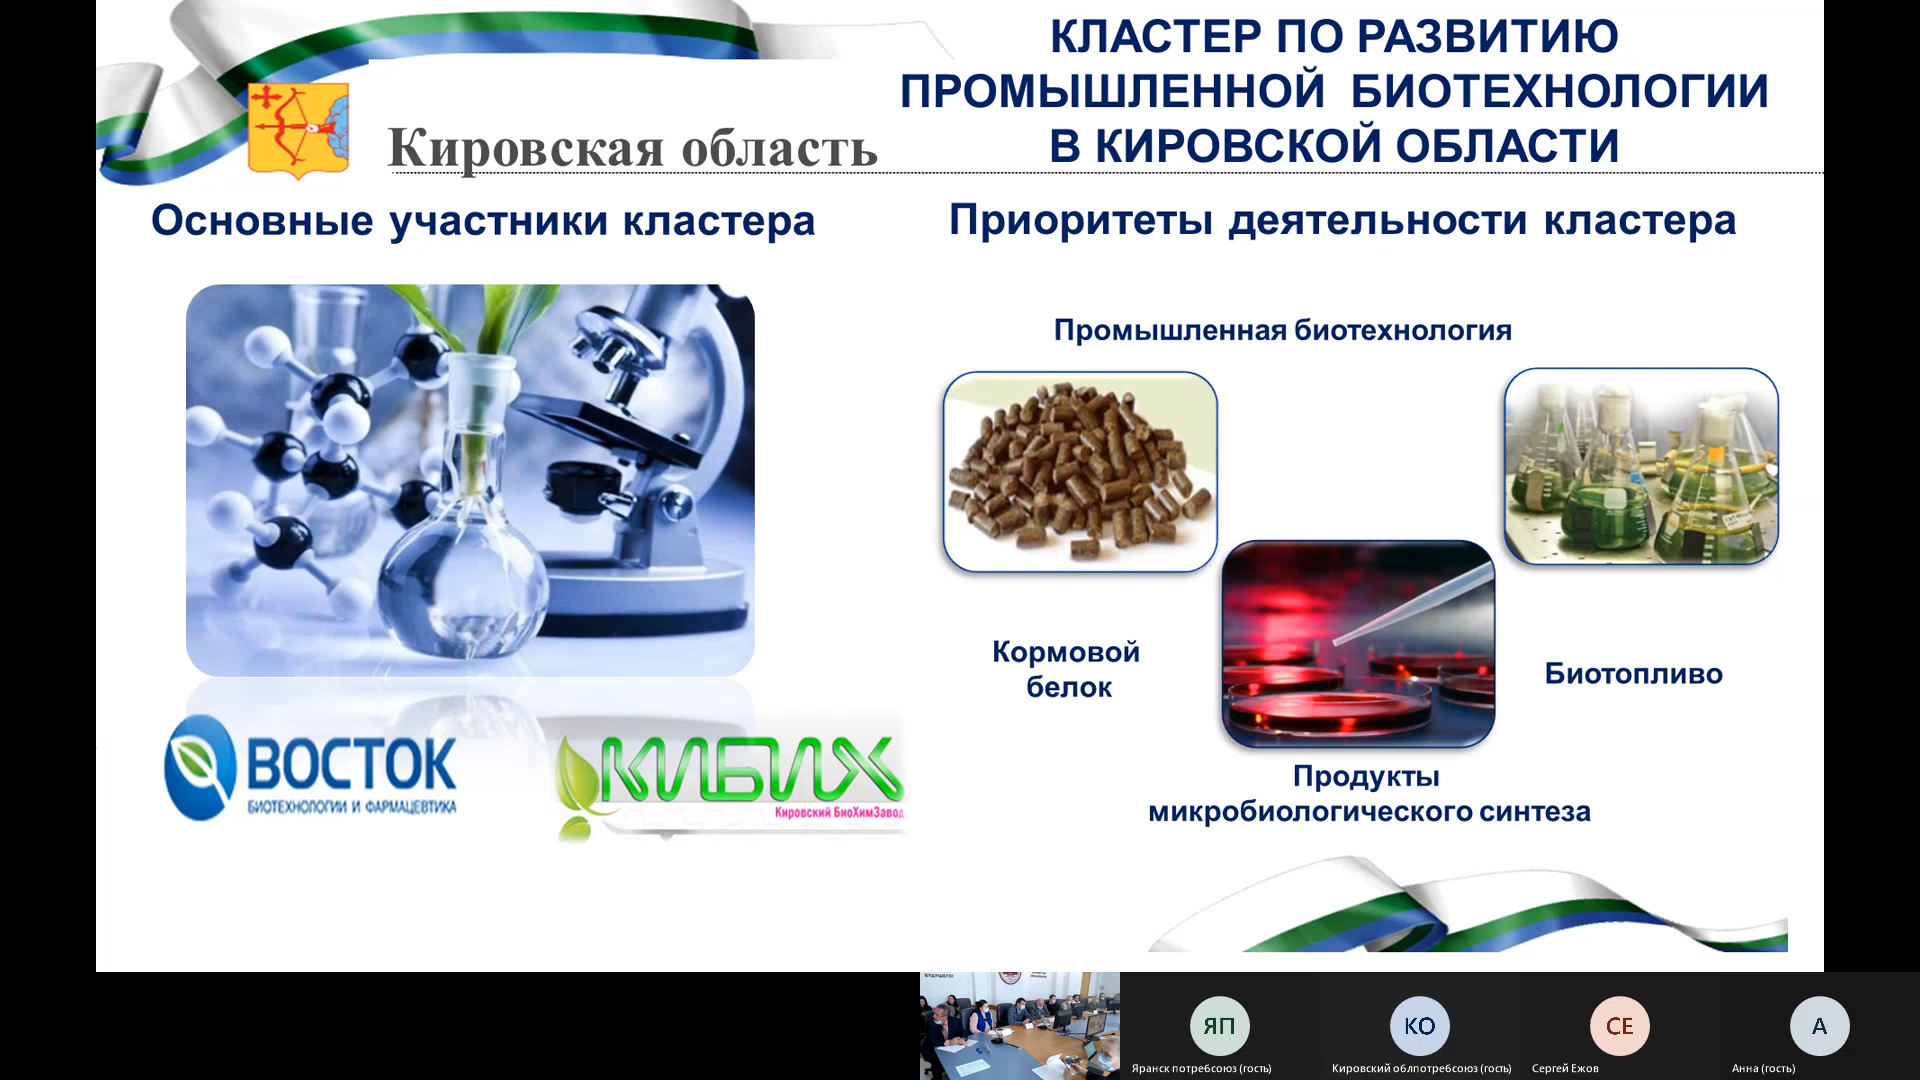 КЛАСТЕР ПО РАЗВИТИЮ
ПРОМЫШЛЕННОЙ БИОТЕХНОЛОГИИ
В КИРОВСКОЙ ОБЛАСТИ
Кировская область
Основные участники кластера
Приоритеты деятельности кластера
Промышленная биотехнология
Кормовой
белок
Биотопливо
Продукты
микробиологического синтеза
ВОСТОК
БИОТЕХНОЛОГИИ И ФАРМАЦЕВТИКА
КИБИХ
Кировский БиоХимЗавод
БУДУЩЕГО!
ЯП
Яранск потребсоюз (гость)
КО
Кировский облпотребсоюз (гость)
СЕ
Сергей Ежов
А
Анна (гость)